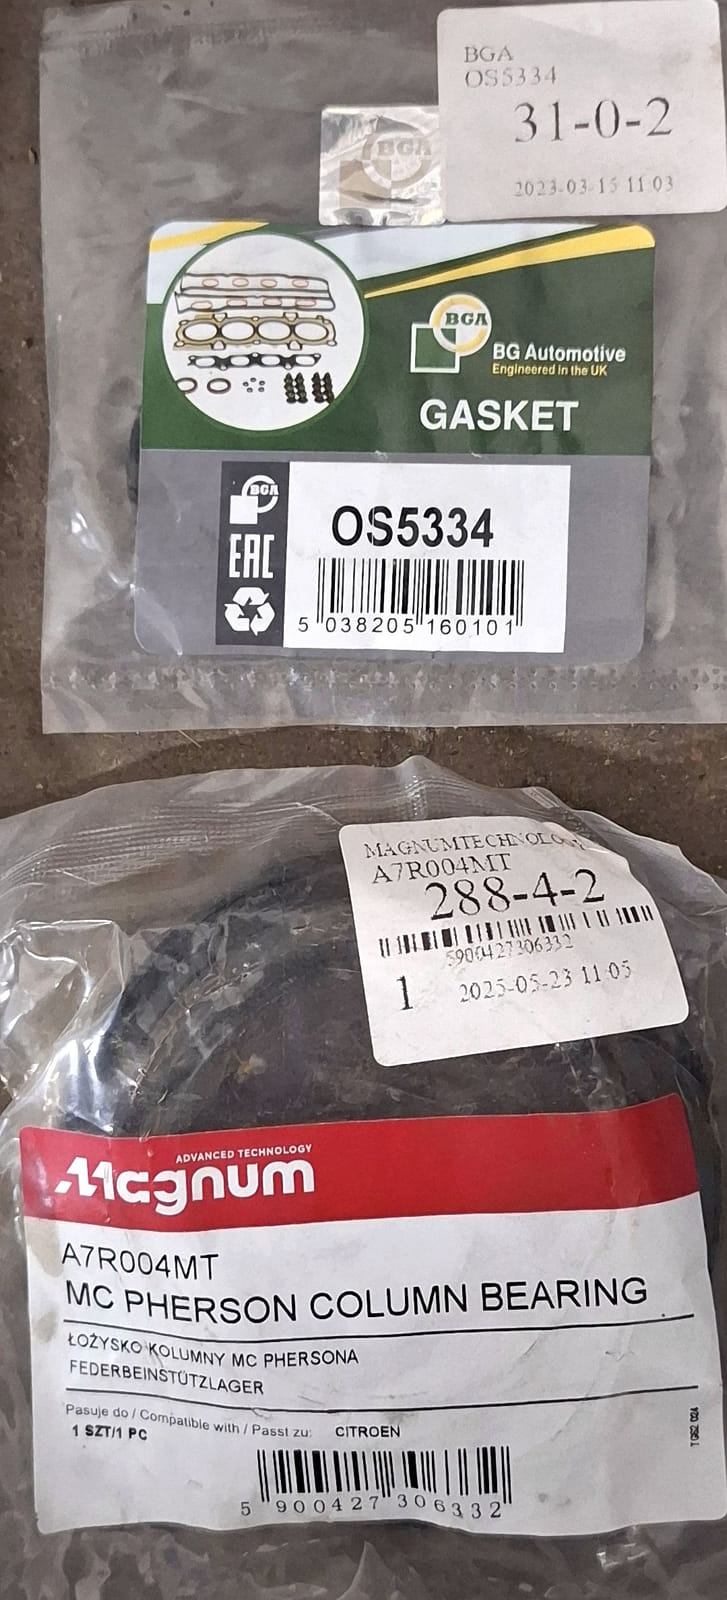 BGA
OS5334
31-0-2
2023-03-15 11 03
BGA
BGA
BG Automotive
Engineered in the UK
GASKET
BGA
OS5334
EAC
5 038205 160101
MAGNUMTECHNOLOGY
A7R004MT
288-4-2
5900427306332
1 2025-05-23 11 05
ADVANCED TECHNOLOGY
Magnum
A7R004MT
MC PHERSON COLUMN BEARING
ŁOŻYSKO KOLUMNY MC PHERSONA
FEDERBEINSTÜTZLAGER
Pasuje do / Compatible with / Passt zu: CITROEN
1 SZT/1 PC
5 900427 306332